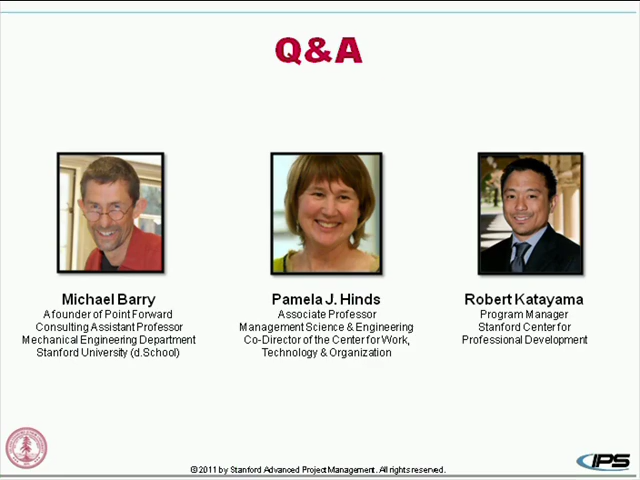 Q&A
Michael Barry
A founder of Point Forward
Consulting Assistant Professor
Mechanical Engineering Department
Stanford University (d.School)
Pamela J. Hinds
Associate Professor
Management Science & Engineering
Co-Director of the Center for Work,
Technology & Organization
Robert Katayama
Program Manager
Stanford Center for
Professional Development
© 2011 by Stanford Advanced Project Management. All rights reserved.
IPS